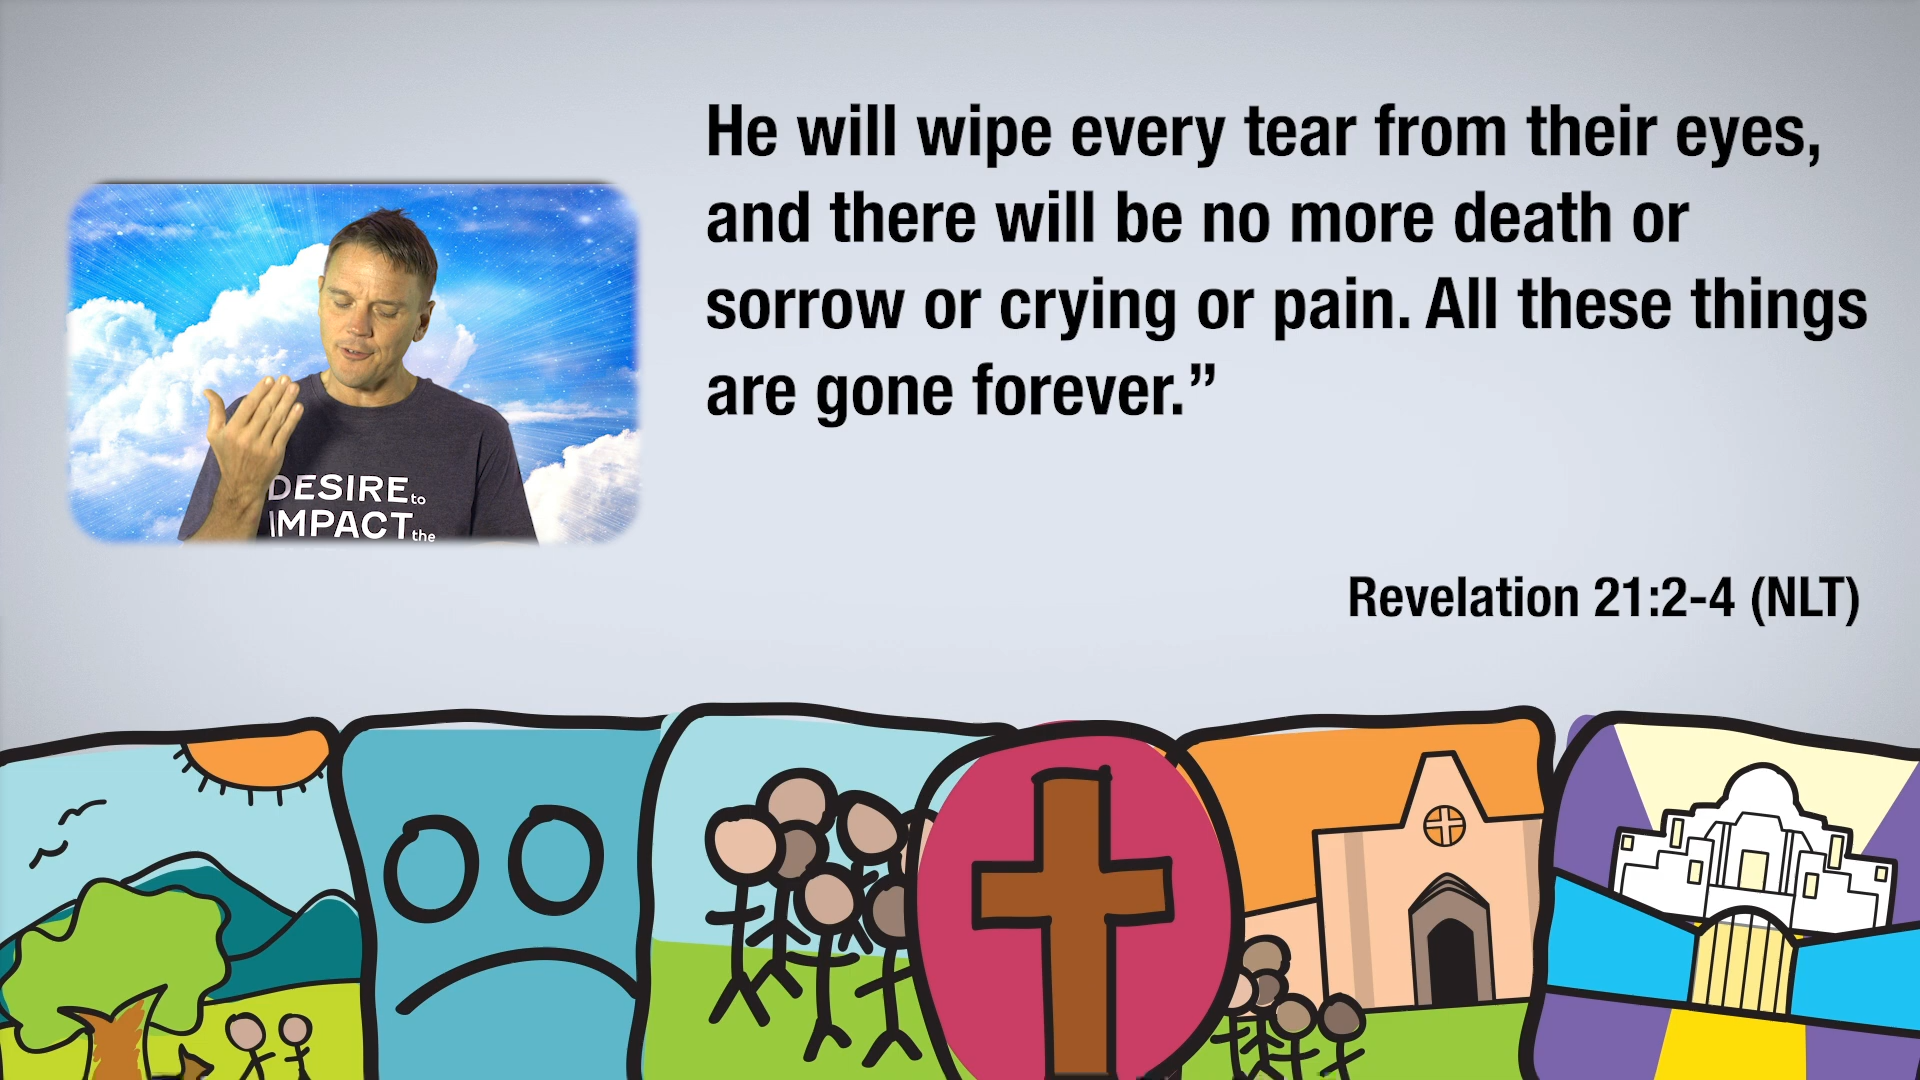 He will wipe every tear from their eyes,
and there will be no more death or
sorrow or crying or pain. All these things
are gone forever.”
DESIRE to
IMPACT the
Revelation 21:2-4 (NLT)